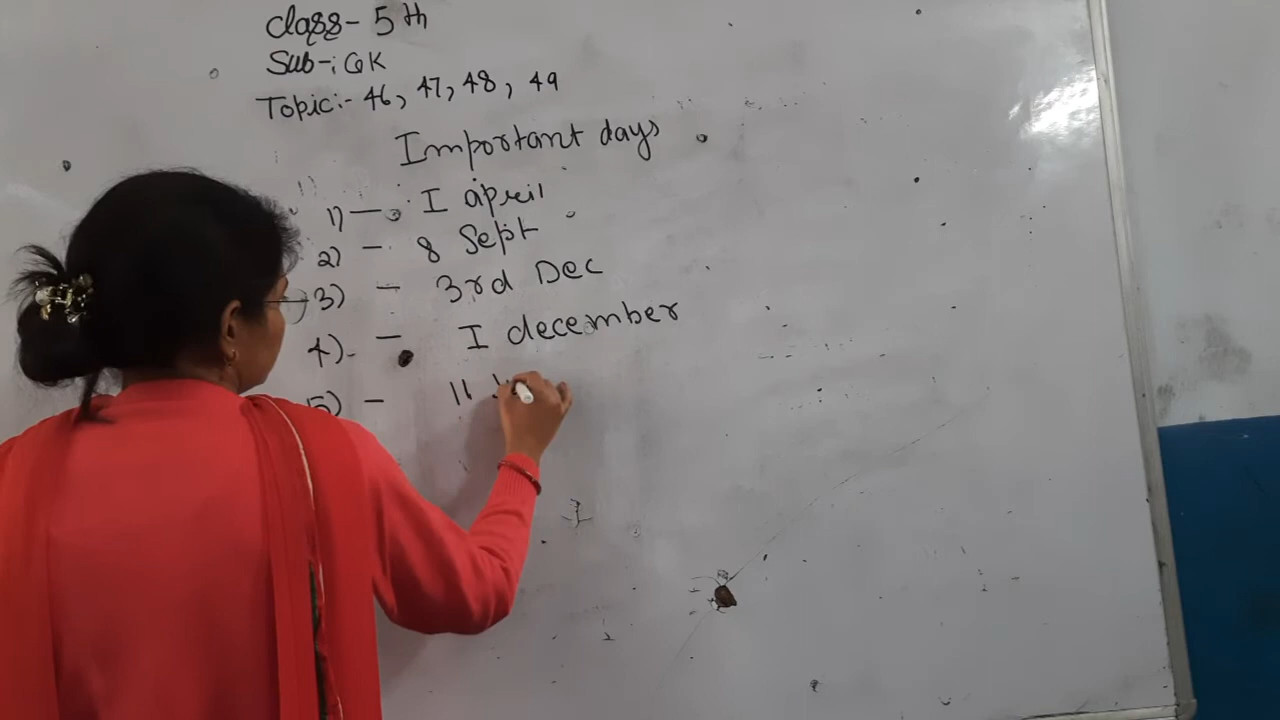 Class- 5th
Sub-: GK
Topic:- 46, 47, 48, 49
Important days
1) - I april
2) - 8 Sept
3) - 3rd Dec
4) - I december
5) - 11